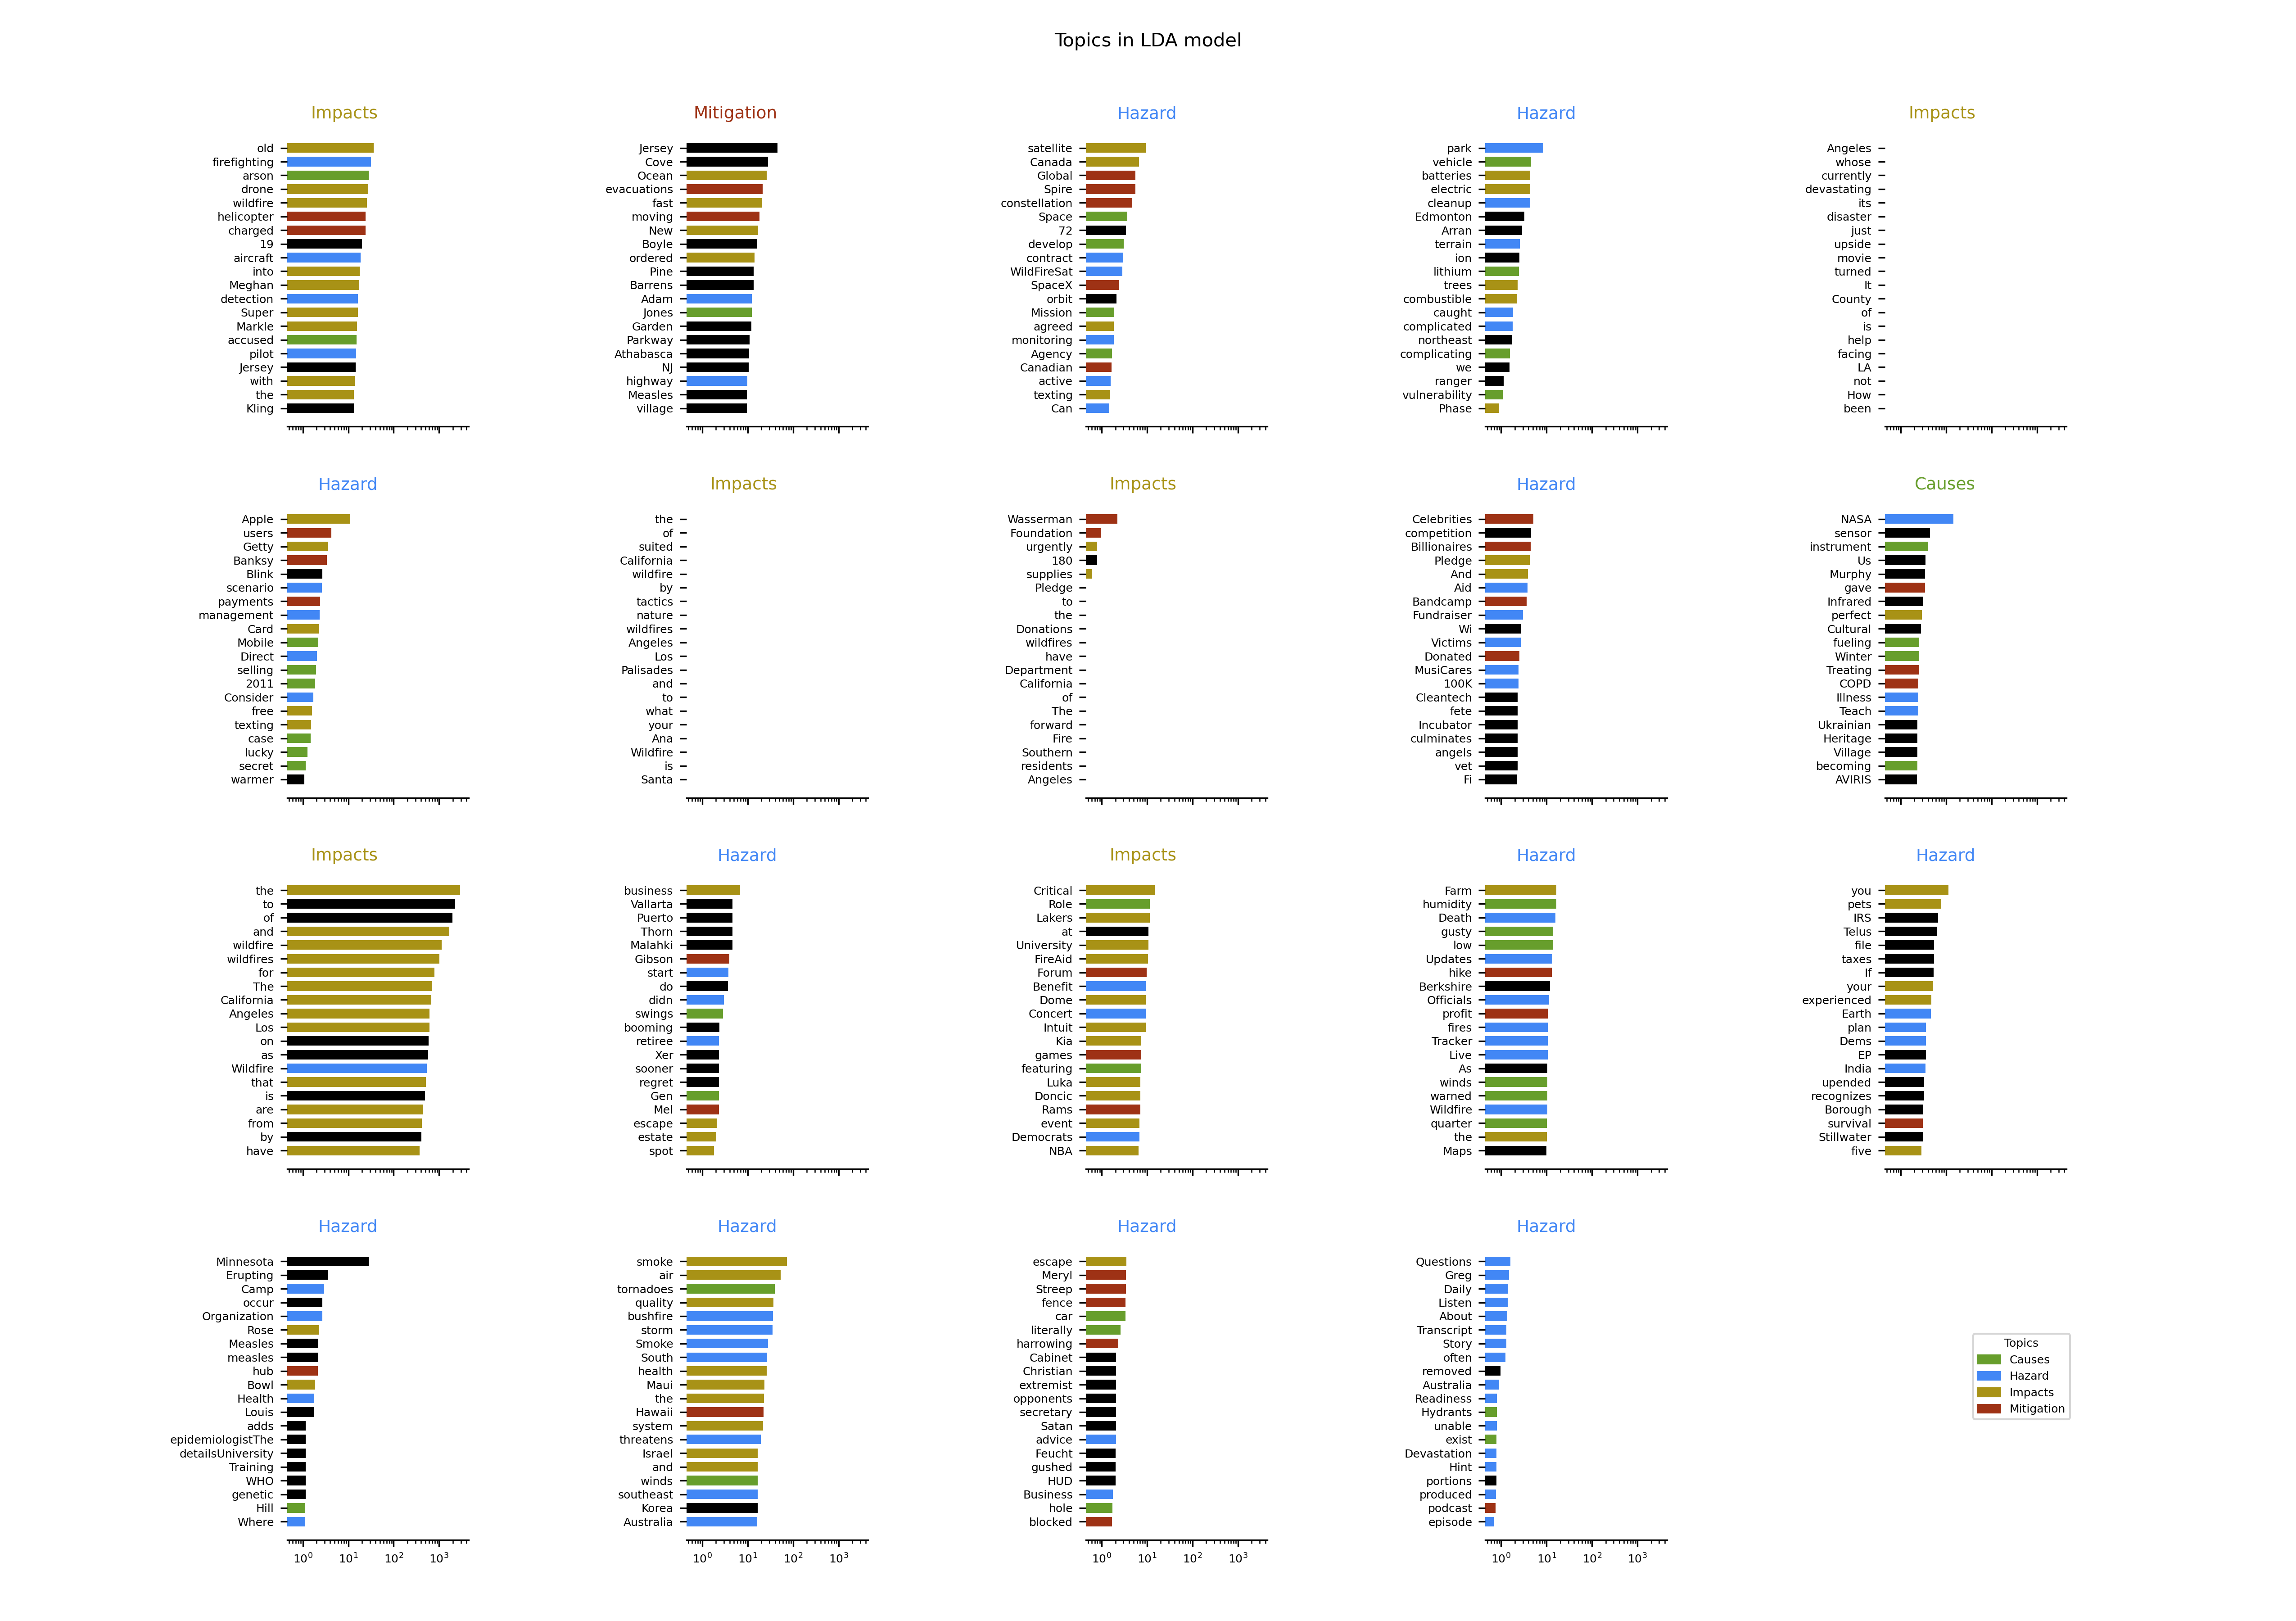 Topics in LDA model
Impacts
old
firefighting
arson
drone
wildfire
helicopter
charged
19
aircraft
into
Meghan
detection
Super
Markle
accused
pilot
Jersey
with
the
Kling
Mitigation
Jersey
Cove
Ocean
evacuations
fast
moving
New
Boyle
ordered
Pine
Barrens
Adam
Jones
Garden
Parkway
Athabasca
NJ
highway
Measles
village
Hazard
satellite
Canada
Global
Spire
constellation
Space
72
develop
contract
WildFireSat
SpaceX
orbit
Mission
agreed
monitoring
Agency
Canadian
active
texting
Can
Hazard
park
vehicle
batteries
electric
cleanup
Edmonton
Arran
terrain
ion
lithium
trees
combustible
caught
complicated
northeast
complicating
we
ranger
vulnerability
Phase
Impacts
Angeles
whose
currently
devastating
its
disaster
just
upside
movie
turned
It
County
of
is
help
facing
LA
not
How
been
Hazard
Apple
users
Getty
Banksy
Blink
scenario
payments
management
Card
Mobile
Direct
selling
2011
Consider
free
texting
case
lucky
secret
warmer
Impacts
the
of
suited
California
wildfire
by
tactics
nature
wildfires
Angeles
Los
Palisades
and
to
what
your
Ana
Wildfire
is
Santa
Impacts
Wasserman
Foundation
urgently
180
supplies
Pledge
to
the
Donations
wildfires
have
Department
California
of
The
forward
Fire
Southern
residents
Angeles
Hazard
Celebrities
competition
Billionaires
Pledge
And
Aid
Bandcamp
Fundraiser
Wi
Victims
Donated
MusiCares
100K
Cleantech
fete
Incubator
culminates
angels
vet
Fi
Causes
NASA
sensor
instrument
Us
Murphy
gave
Infrared
perfect
Cultural
fueling
Winter
Treating
COPD
Illness
Teach
Ukrainian
Heritage
Village
becoming
AVIRIS
Impacts
the
to
of
and
wildfire
wildfires
for
The
California
Angeles
Los
on
as
Wildfire
that
is
are
from
by
have
Hazard
business
Vallarta
Puerto
Thorn
Malahki
Gibson
start
do
didn
swings
booming
retiree
Xer
sooner
regret
Gen
Mel
escape
estate
spot
Impacts
Critical
Role
Lakers
at
University
FireAid
Forum
Benefit
Dome
Concert
Intuit
Kia
games
featuring
Luka
Doncic
Rams
event
Democrats
NBA
Hazard
Farm
humidity
Death
gusty
low
Updates
hike
Berkshire
Officials
profit
fires
Tracker
Live
As
winds
warned
Wildfire
quarter
the
Maps
Hazard
you
pets
IRS
Telus
file
taxes
If
your
experienced
Earth
plan
Dems
EP
India
upended
recognizes
Borough
survival
Stillwater
five
Hazard
Minnesota
Erupting
Camp
occur
Organization
Rose
Measles
measles
hub
Bowl
Health
Louis
adds
epidemiologistThe
detailsUniversity
Training
WHO
genetic
Hill
Where
10⁰ 10¹ 10² 10³
Hazard
smoke
air
tornadoes
quality
bushfire
storm
Smoke
South
health
Maui
the
Hawaii
system
threatens
Israel
and
winds
southeast
Korea
Australia
10⁰ 10¹ 10² 10³
Hazard
escape
Meryl
Streep
fence
car
literally
harrowing
Cabinet
Christian
extremist
opponents
secretary
Satan
advice
Feucht
gushed
HUD
Business
hole
blocked
10⁰ 10¹ 10² 10³
Hazard
Questions
Greg
Daily
Listen
About
Transcript
Story
often
removed
Australia
Readiness
Hydrants
unable
exist
Devastation
Hint
portions
produced
podcast
episode
10⁰ 10¹ 10² 10³
Topics
Causes
Hazard
Impacts
Mitigation